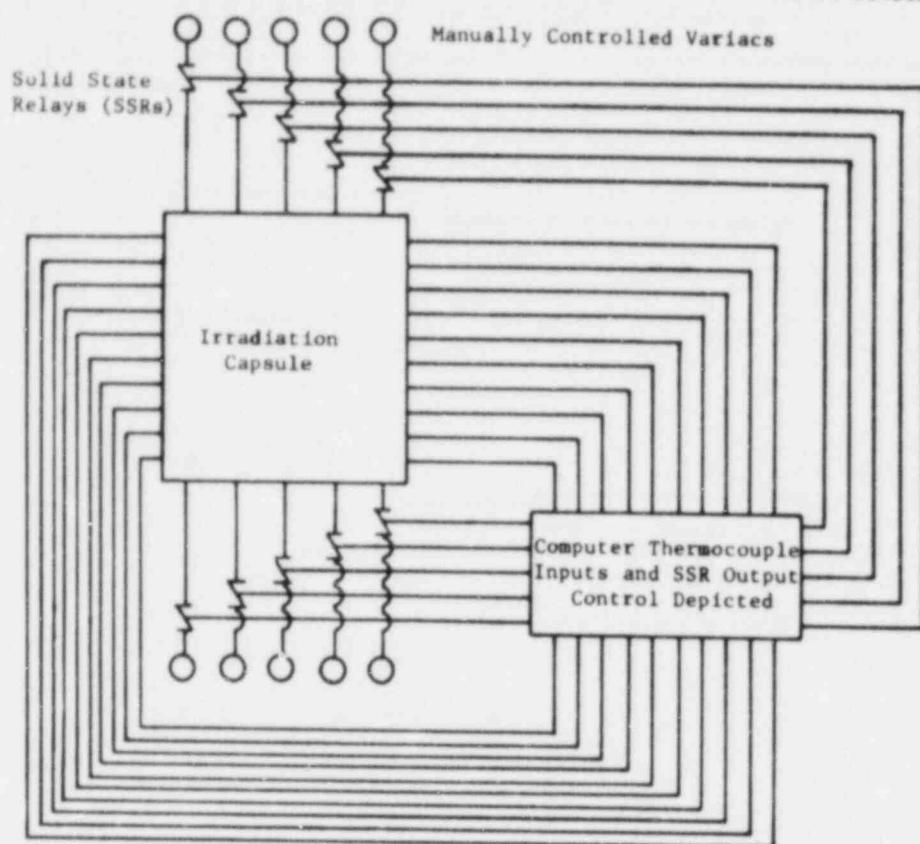 Manually Controlled Variacs
Solid State
Relays (SSRs)
Irradiation
Capsule
Computer Thermocouple
Inputs and SSR Output
Control Depicted